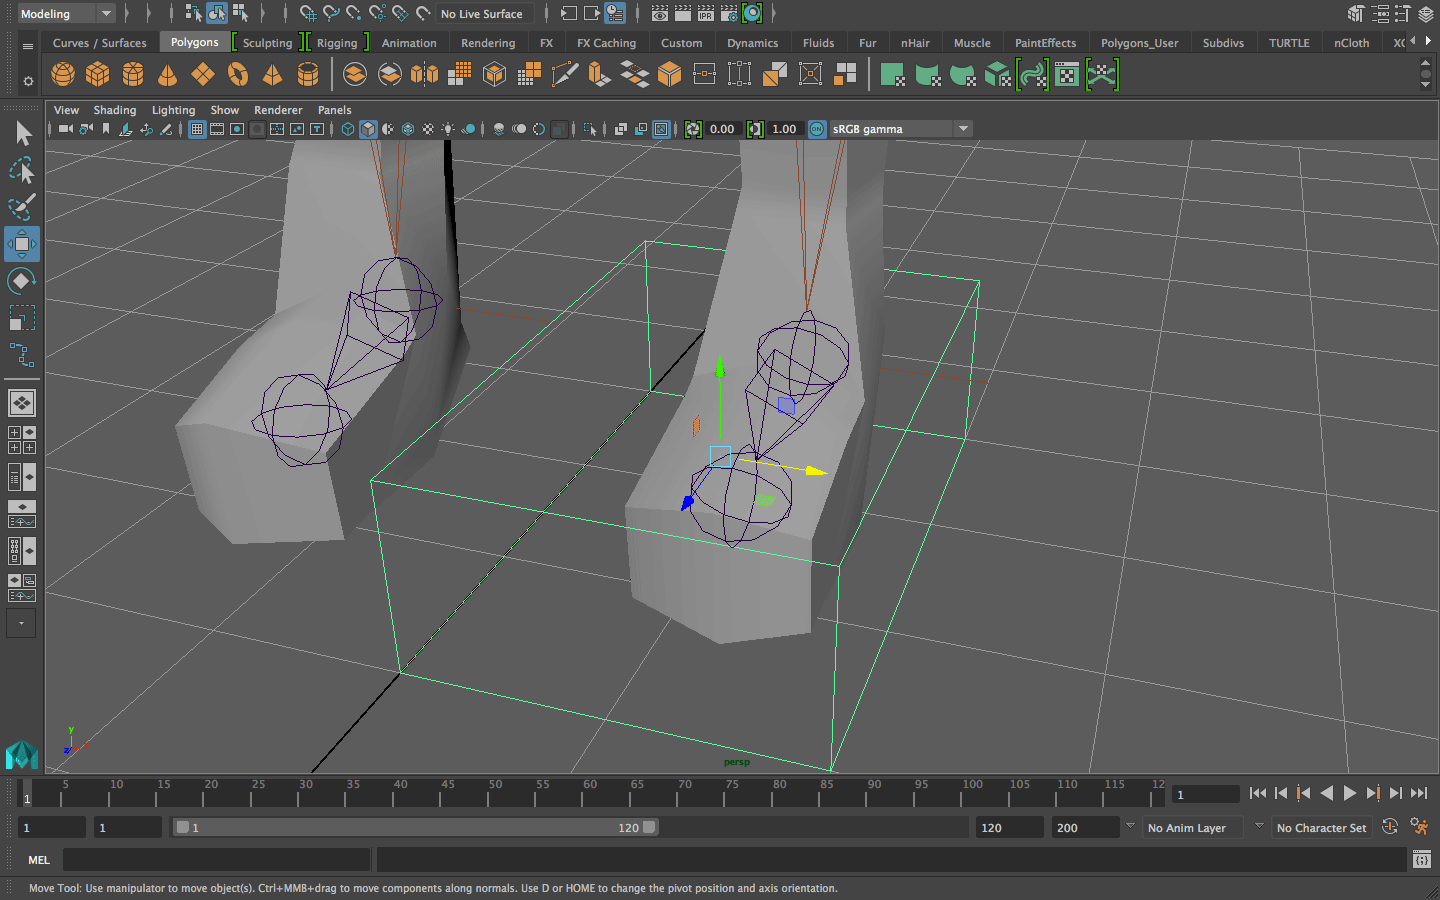 Modeling No Live Surface IPR
Curves / Surfaces Polygons Sculpting Rigging Animation Rendering FX FX Caching Custom Dynamics Fluids Fur nHair Muscle PaintEffects Polygons_User Subdivs TURTLE nCloth
View Shading Lighting Show Renderer Panels
0.00 1.00 ON sRGB gamma
y
z
persp
5 10 15 20 25 30 35 40 45 50 55 60 65 70 75 80 85 90 95 100 105 110 115 12
1 1
1 1 1 120 120 200 No Anim Layer No Character Set
MEL
Move Tool: Use manipulator to move object(s). Ctrl+MMB+drag to move components along normals. Use D or HOME to change the pivot position and axis orientation.